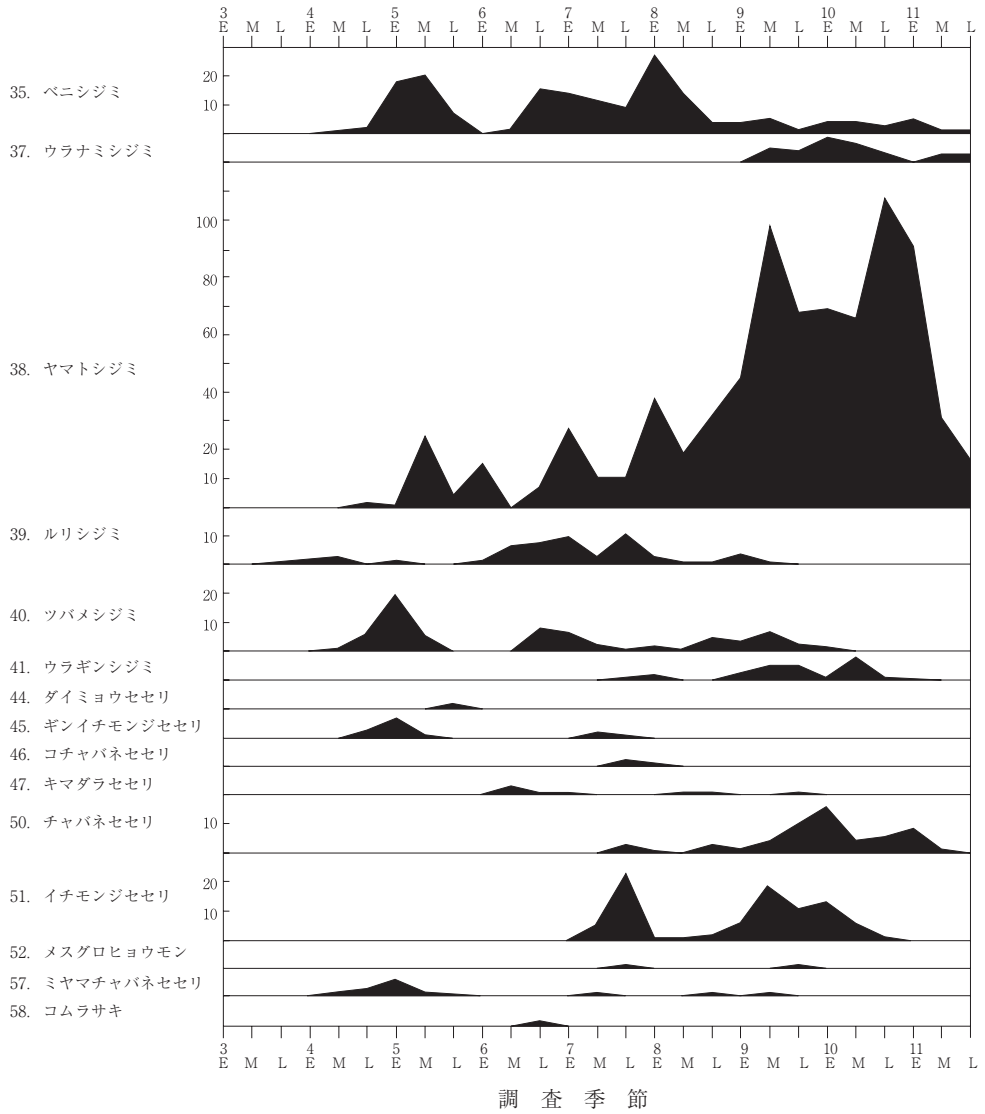 3 4 5 6 7 8 9 10 11
E M L E M L E M L E M L E M L E M L E M L E M L E M L
35. ベニシジミ
20
10
37. ウラナミシジミ
38. ヤマトシジミ
100
80
60
40
20
10
39. ルリシジミ
10
40. ツバメシジミ
20
10
41. ウラギンシジミ
44. ダイミョウセセリ
45. ギンイチモンジセセリ
46. コチャバネセセリ
47. キマダラセセリ
50. チャバネセセリ
10
51. イチモンジセセリ
20
10
52. メスグロヒョウモン
57. ミヤマチャバネセセリ
58. コムラサキ
3 4 5 6 7 8 9 10 11
E M L E M L E M L E M L E M L E M L E M L E M L E M L
調 査 季 節